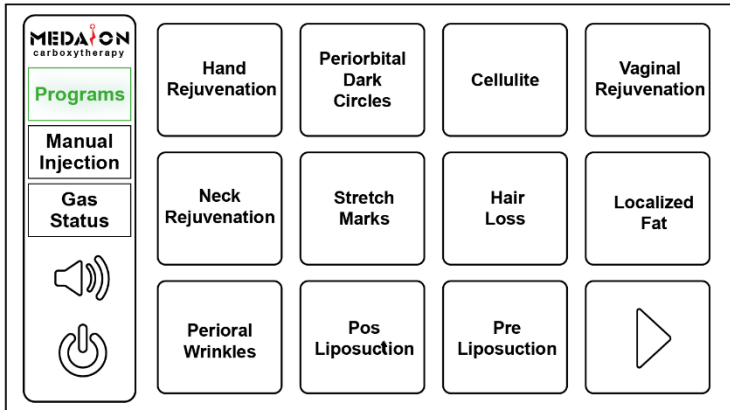 MEDAION
carboxytherapy
Programs
Manual
Injection
Gas
Status
Hand
Rejuvenation
Periorbital
Dark
Circles
Cellulite
Vaginal
Rejuvenation
Neck
Rejuvenation
Stretch
Marks
Hair
Loss
Localized
Fat
Perioral
Wrinkles
Pos
Liposuction
Pre
Liposuction